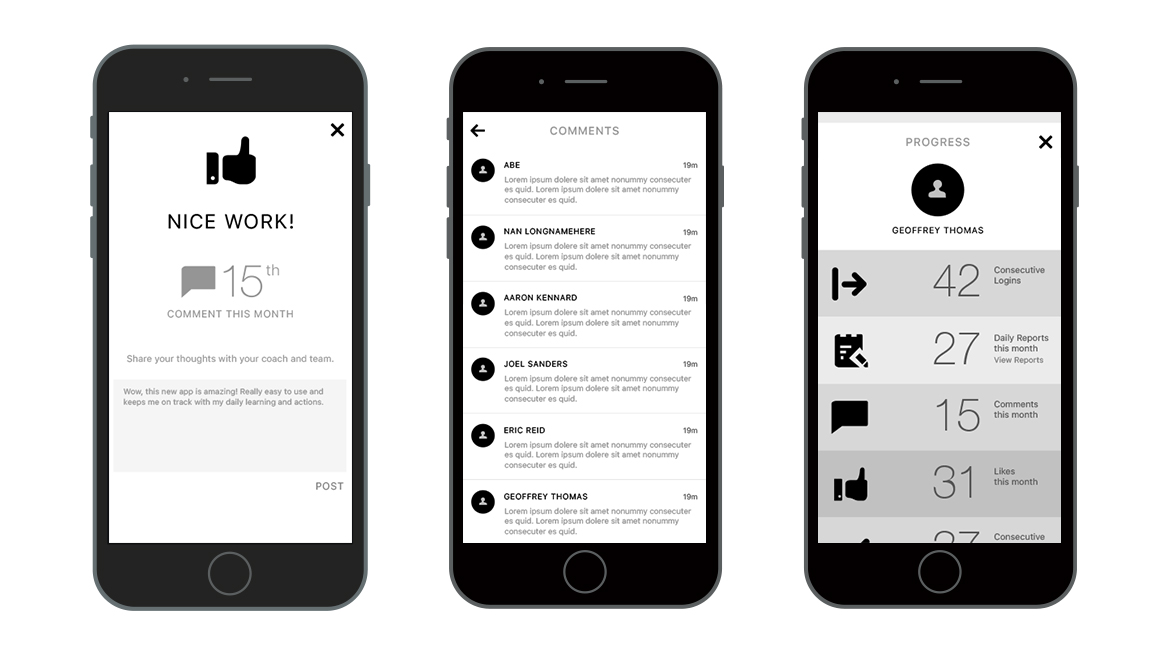 NICE WORK!
15th
COMMENT THIS MONTH
Share your thoughts with your coach and team.
Wow, this new app is amazing! Really easy to use and
keeps me on track with my daily learning and actions.
POST
COMMENTS
ABE 19m
Lorem ipsum dolere sit amet nonummy consecuter
es quid. Lorem ipsum dolere sit amet nonummy
consecuter es quid.
NAN LONGNAMEHERE 19m
Lorem ipsum dolere sit amet nonummy consecuter
es quid. Lorem ipsum dolere sit amet nonummy
consecuter es quid.
AARON KENNARD 19m
Lorem ipsum dolere sit amet nonummy consecuter
es quid. Lorem ipsum dolere sit amet nonummy
consecuter es quid.
JOEL SANDERS 19m
Lorem ipsum dolere sit amet nonummy consecuter
es quid. Lorem ipsum dolere sit amet nonummy
consecuter es quid.
ERIC REID 19m
Lorem ipsum dolere sit amet nonummy consecuter
es quid. Lorem ipsum dolere sit amet nonummy
consecuter es quid.
GEOFFREY THOMAS 19m
Lorem ipsum dolere sit amet nonummy consecuter
es quid. Lorem ipsum dolere sit amet nonummy
consecuter es quid.
PROGRESS
GEOFFREY THOMAS
42 Consecutive
Logins
27 Daily Reports
this month
View Reports
15 Comments
this month
31 Likes
this month
Consecutive